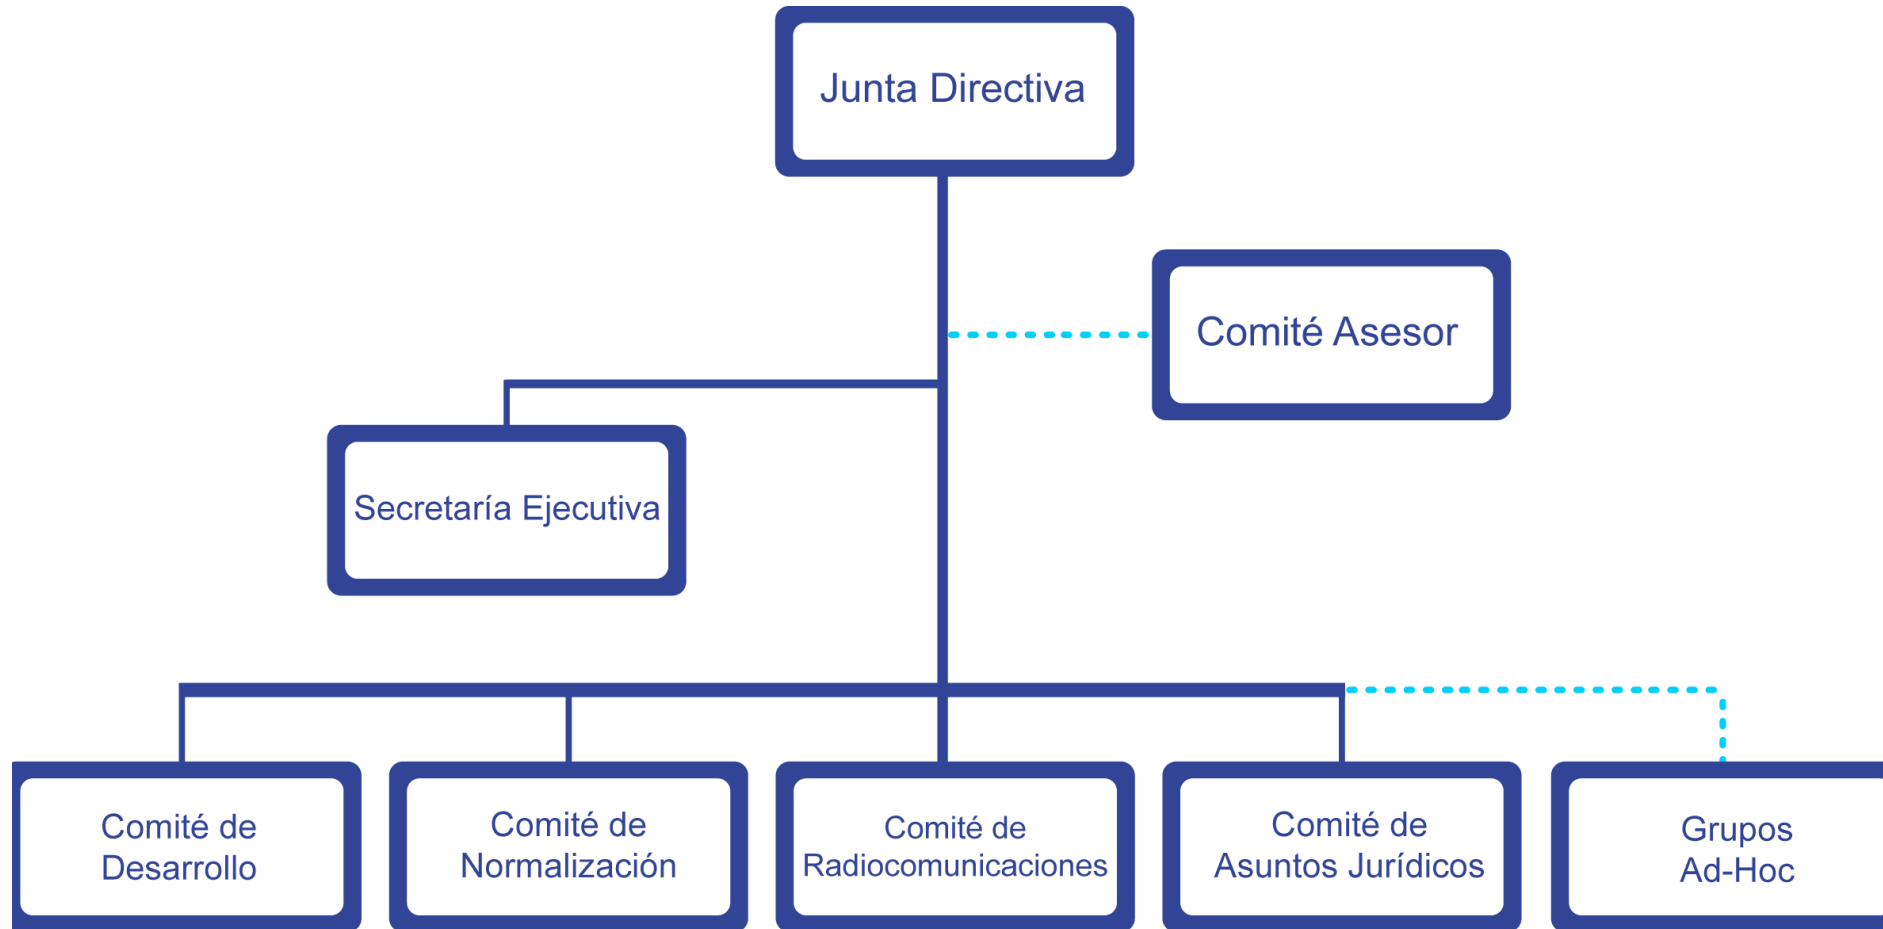 Junta Directiva
Comité Asesor
Secretaría Ejecutiva
Comité de
Desarrollo
Comité de
Normalización
Comité de
Radiocomunicaciones
Comité de
Asuntos Jurídicos
Grupos
Ad-Hoc